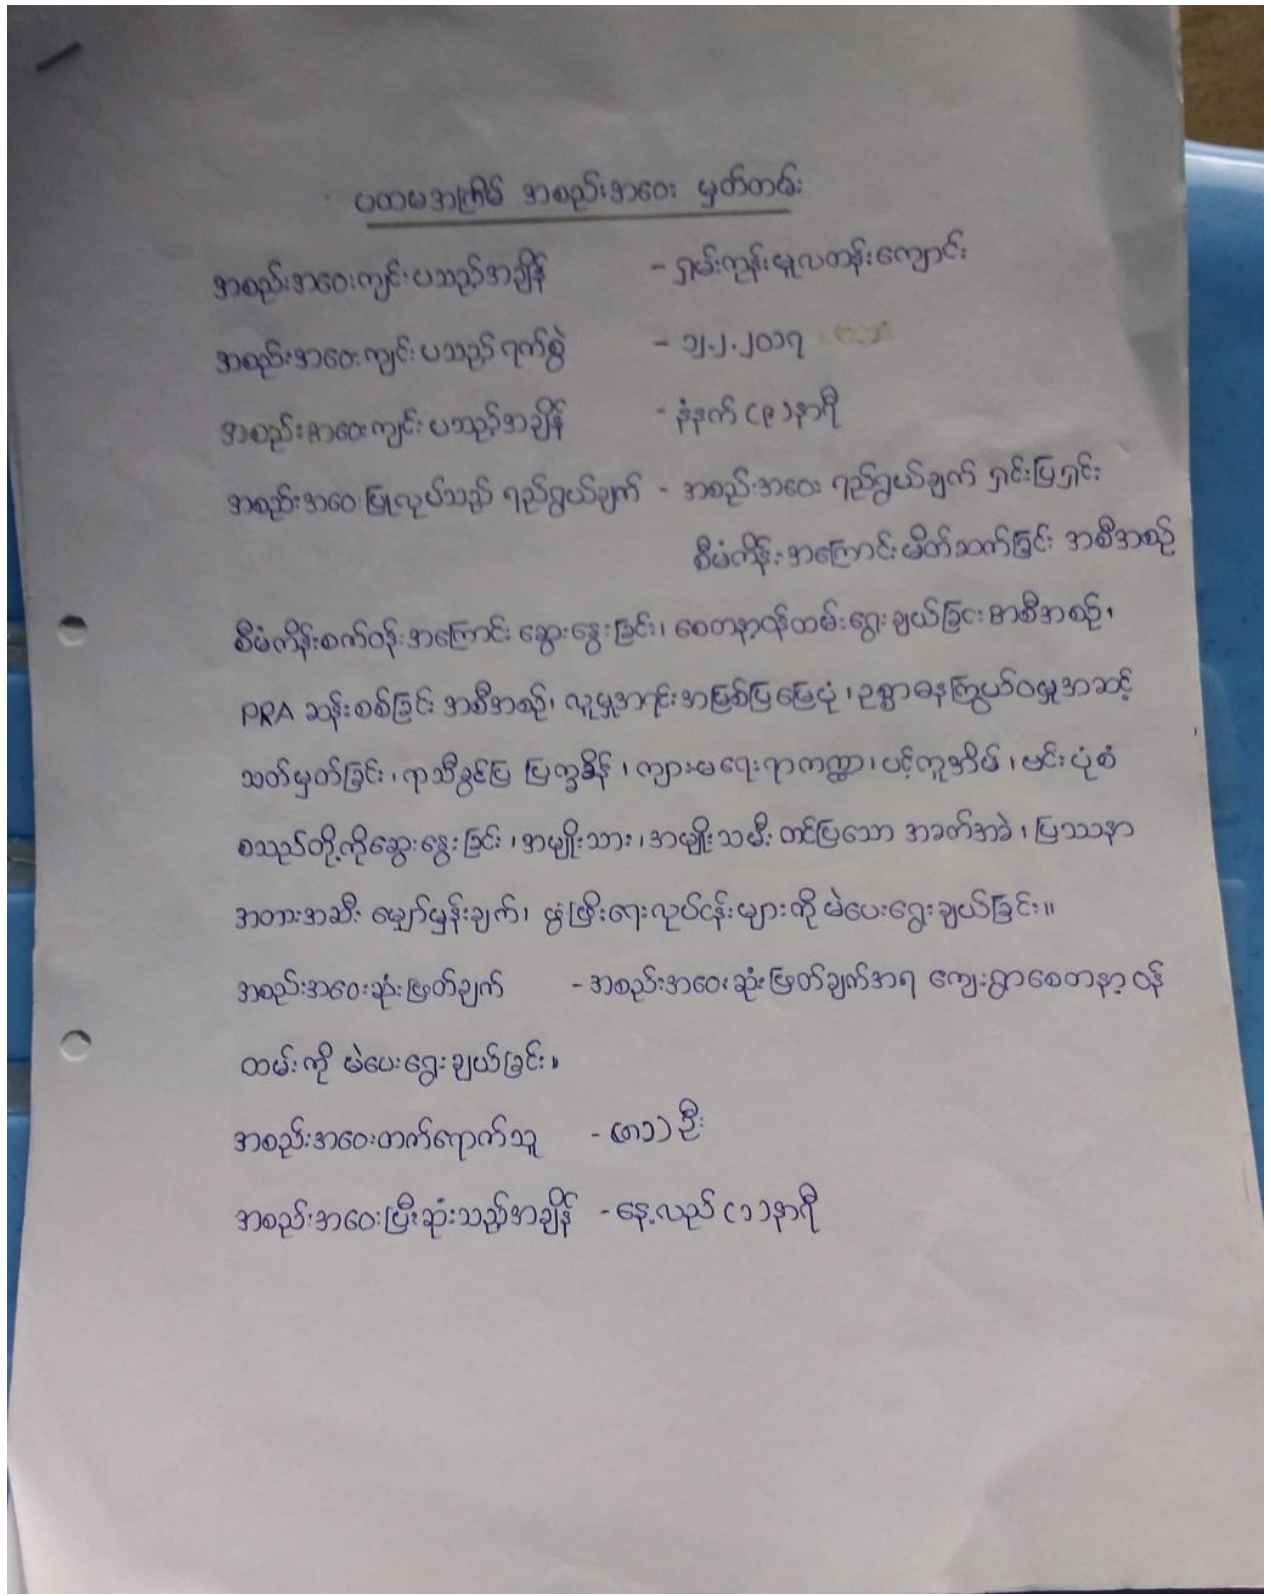 ပထမအကြိမ် အစည်းအဝေး မှတ်တမ်း
အစည်းအဝေးကျင်းပသည့်အချိန် - ရှမ်းကုန်းမူလတန်းကျောင်း
အစည်းအဝေးကျင်းပသည့်ရက်စွဲ - ၁၂.၂.၂၀၁၇
အစည်းအဝေးကျင်းပသည့်အချိန် - နံနက် (၉)နာရီ
အစည်းအဝေးပြုလုပ်သည့် ရည်ရွယ်ချက် - အစည်းအဝေး ရည်ရွယ်ချက် ရှင်းပြရှင်း
စီမံကိန်းအကြောင်းမိတ်ဆက်ခြင်း အစီအစဉ်
စီမံကိန်းစက်ဝန်းအကြောင်း ဆွေးနွေးခြင်း၊ စေတနာ့ဝန်ထမ်းရွေးချယ်ခြင်းအစီအစဉ်၊
PRA ဆန်းစစ်ခြင်း အစီအစဉ်၊ လူမှုအရင်းအမြစ်ပြမြေပုံ၊ ဥစ္စာဓနကြွယ်ဝမှုအဆင့်
သတ်မှတ်ခြင်း၊ ရာသီခွင်ပြ ပြက္ခဒိန်၊ ကျားမရေးရာကဏ္ဍ၊ ပင့်ကူအိမ်၊ ဗင်းပုံစံ
စသည်တို့ကိုဆွေးနွေးခြင်း၊ အမျိုးသား၊ အမျိုးသမီး တင်ပြသော အခက်အခဲ၊ ပြဿနာ
အတားအဆီး မျှော်မှန်းချက်၊ ဖွံ့ဖြိုးရေးလုပ်ငန်းများကို မဲပေးရွေးချယ်ခြင်း။
အစည်းအဝေးဆုံးဖြတ်ချက် - အစည်းအဝေးဆုံးဖြတ်ချက်အရ ကျေးရွာစေတနာ့ဝန်
ထမ်းကို မဲပေးရွေးချယ်ခြင်း။
အစည်းအဝေးတက်ရောက်သူ - (၈၁) ဦး
အစည်းအဝေးပြီးဆုံးသည့်အချိန် - နေ့လည် (၁)နာရီ